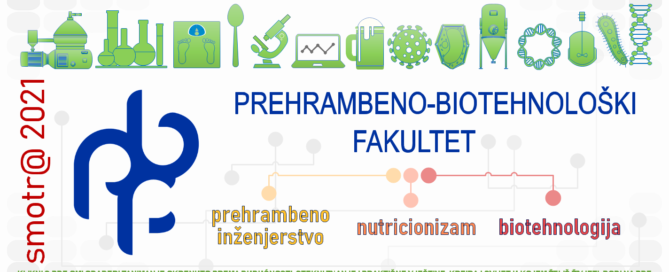 smotr@ 2021
PREHRAMBENO-BIOTEHNOLOŠKI
FAKULTET
prehrambeno
inženjerstvo
nutricionizam
biotehnologija